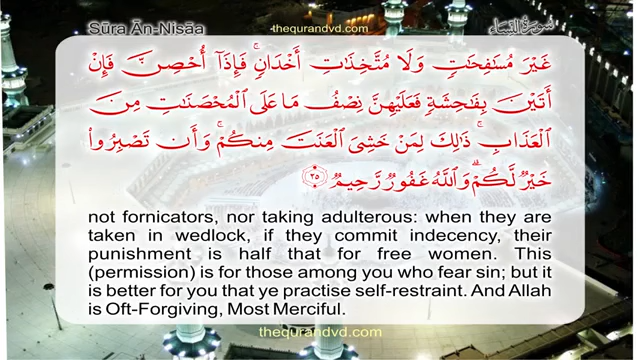 Sūra Ān-Nisāa
-thequrandvd.com
سورة النساء
غَيْرَ مُسَـٰفِحَـٰتٍ وَلَا مُتَّخِذَٰتِ أَخْدَانٍ ۚ فَإِذَآ أُحْصِنَّ فَإِنْ
أَتَيْنَ بِفَـٰحِشَةٍ فَعَلَيْهِنَّ نِصْفُ مَا عَلَى ٱلْمُحْصَنَـٰتِ مِنَ
ٱلْعَذَابِ ۚ ذَٰلِكَ لِمَنْ خَشِىَ ٱلْعَنَتَ مِنكُمْ ۚ وَأَن تَصْبِرُوا۟
خَيْرٌ لَّكُمْ ۗ وَٱللَّهُ غَفُورٌ رَّحِيمٌ ٢٥
not fornicators, nor taking adulterous: when they are
taken in wedlock, if they commit indecency, their
punishment is half that for free women. This
(permission) is for those among you who fear sin; but it
is better for you that ye practise self-restraint. And Allah
is Oft-Forgiving, Most Merciful.
thequrandvd.com